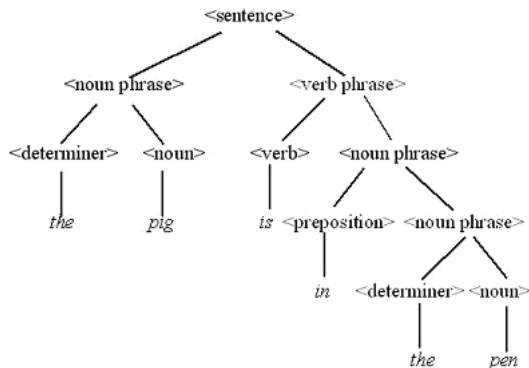 <sentence>
<noun phrase> <verb phrase>
<determiner> <noun> <verb> <noun phrase>
the pig is <preposition> <noun phrase>
in <determiner> <noun>
the pen